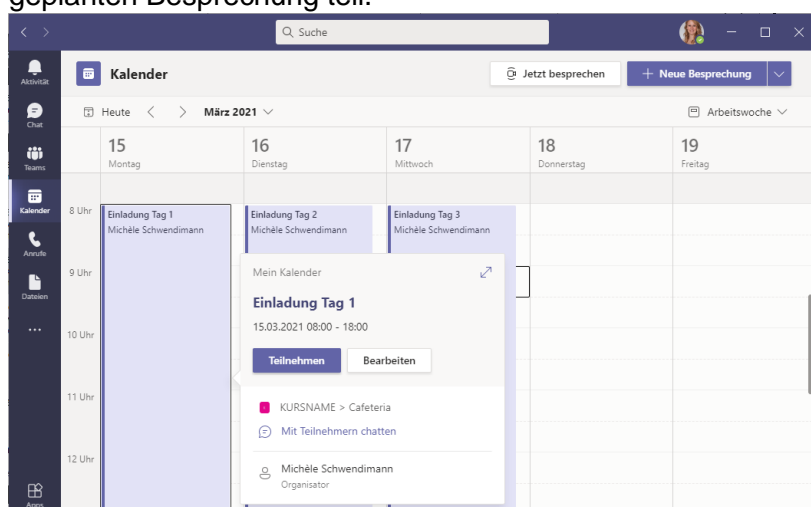 geplanten Besprechung teil.
Suche
Aktivität
Kalender
Jetzt besprechen
+ Neue Besprechung
Chat
Heute
März 2021
Arbeitswoche
Teams
15
Montag
16
Dienstag
17
Mittwoch
18
Donnerstag
19
Freitag
Kalender
8 Uhr
Einladung Tag 1
Michèle Schwendimann
Einladung Tag 2
Michèle Schwendimann
Einladung Tag 3
Michèle Schwendimann
Anrufe
9 Uhr
Mein Kalender
Dateien
Einladung Tag 1
15.03.2021 08:00 - 18:00
10 Uhr
Teilnehmen
Bearbeiten
11 Uhr
KURSNAME > Cafeteria
Mit Teilnehmern chatten
12 Uhr
Michèle Schwendimann
Organisator
Apps